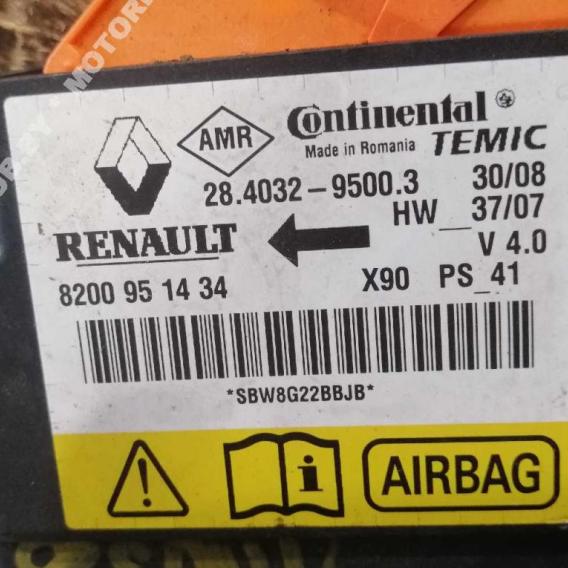 AMR
Continental
Made in Romania TEMIC
28.4032-9500.3 30/08
HW_37/07
RENAULT V 4.0
8200 95 14 34 X90 PS_41
*SBW8G22BBJB*
! i AIRBAG